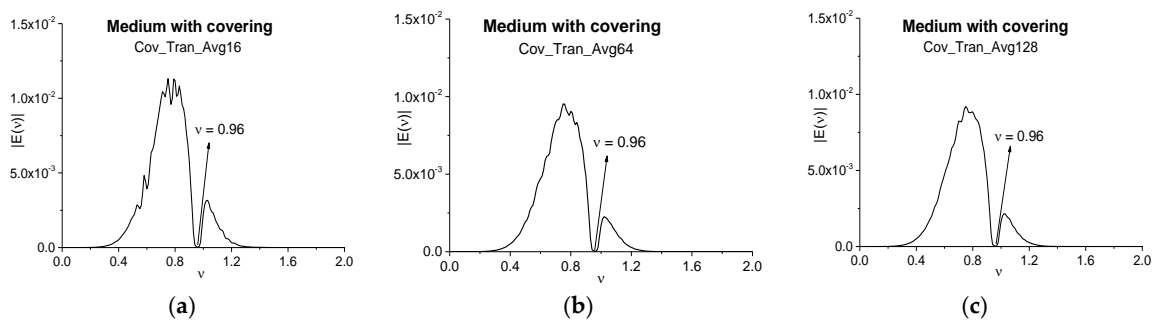 Medium with covering
Cov_Tran_Avg16
1.5x10-2
1.0x10-2
5.0x10-3
0.0
|E(ν)|
ν = 0.96
0.0 0.4 0.8 1.2 1.6 2.0
ν
(a)
Medium with covering
Cov_Tran_Avg64
1.5x10-2
1.0x10-2
5.0x10-3
0.0
|E(ν)|
ν = 0.96
0.0 0.4 0.8 1.2 1.6 2.0
ν
(b)
Medium with covering
Cov_Tran_Avg128
1.5x10-2
1.0x10-2
5.0x10-3
0.0
|E(ν)|
ν = 0.96
0.0 0.4 0.8 1.2 1.6 2.0
ν
(c)